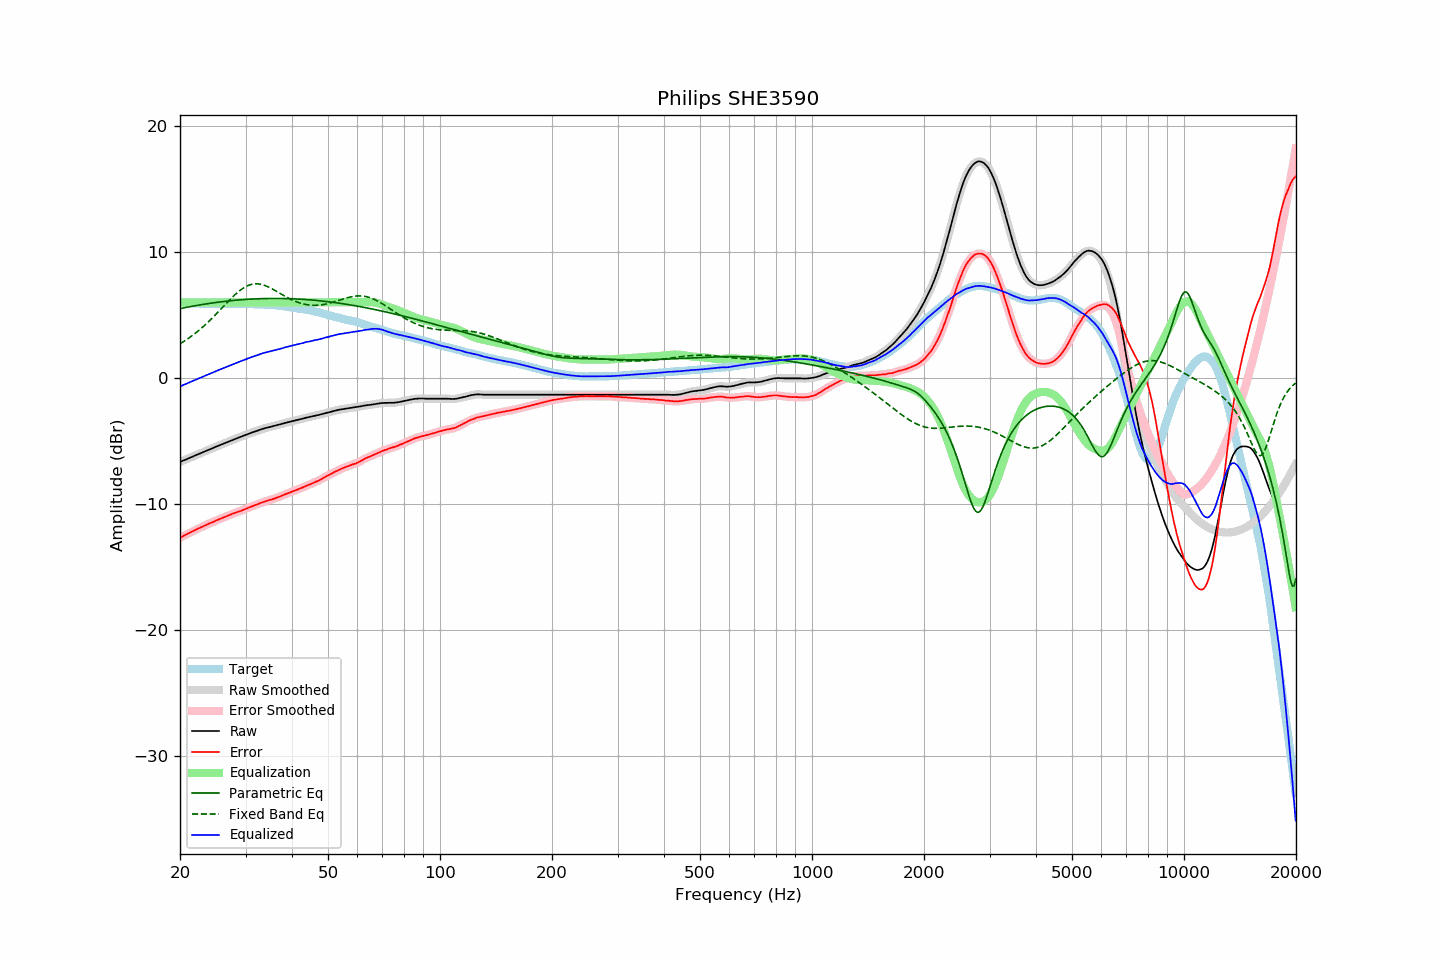 Philips SHE3590
Amplitude (dBr)
20
10
0
−10
−20
−30
Target
Raw Smoothed
Error Smoothed
Raw
Error
Equalization
Parametric Eq
Fixed Band Eq
Equalized
20 50 100 200 500 1000 2000 5000 10000 20000
Frequency (Hz)